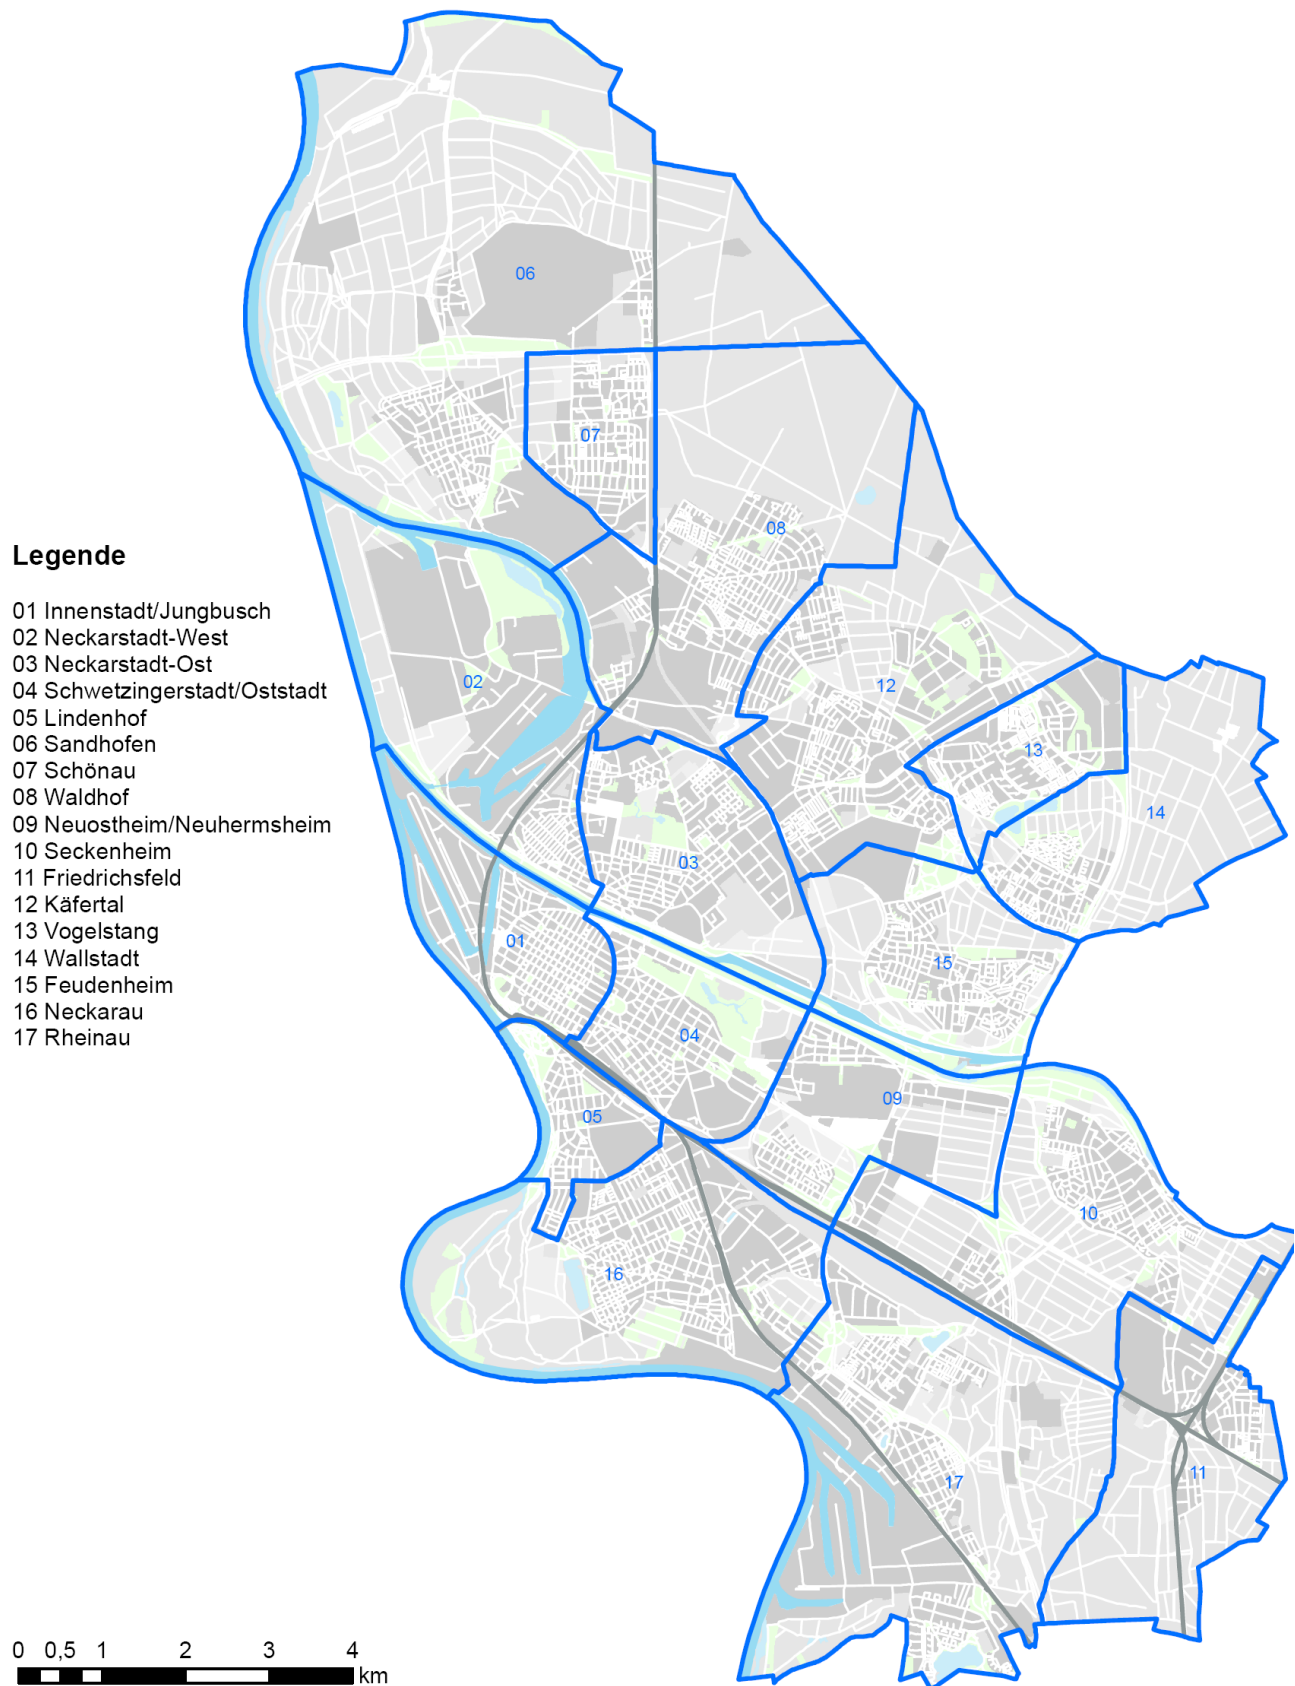 06
07
08
Legende
01 Innenstadt/Jungbusch
02 Neckarstadt-West
03 Neckarstadt-Ost
04 Schwetzingerstadt/Oststadt
05 Lindenhof
06 Sandhofen
07 Schönau
08 Waldhof
09 Neuostheim/Neuhermsheim
10 Seckenheim
11 Friedrichsfeld
12 Käfertal
13 Vogelstang
14 Wallstadt
15 Feudenheim
16 Neckarau
17 Rheinau
02
12
13
14
03
01
15
04
09
05
10
16
11
17
0 0,5 1 2 3 4
km